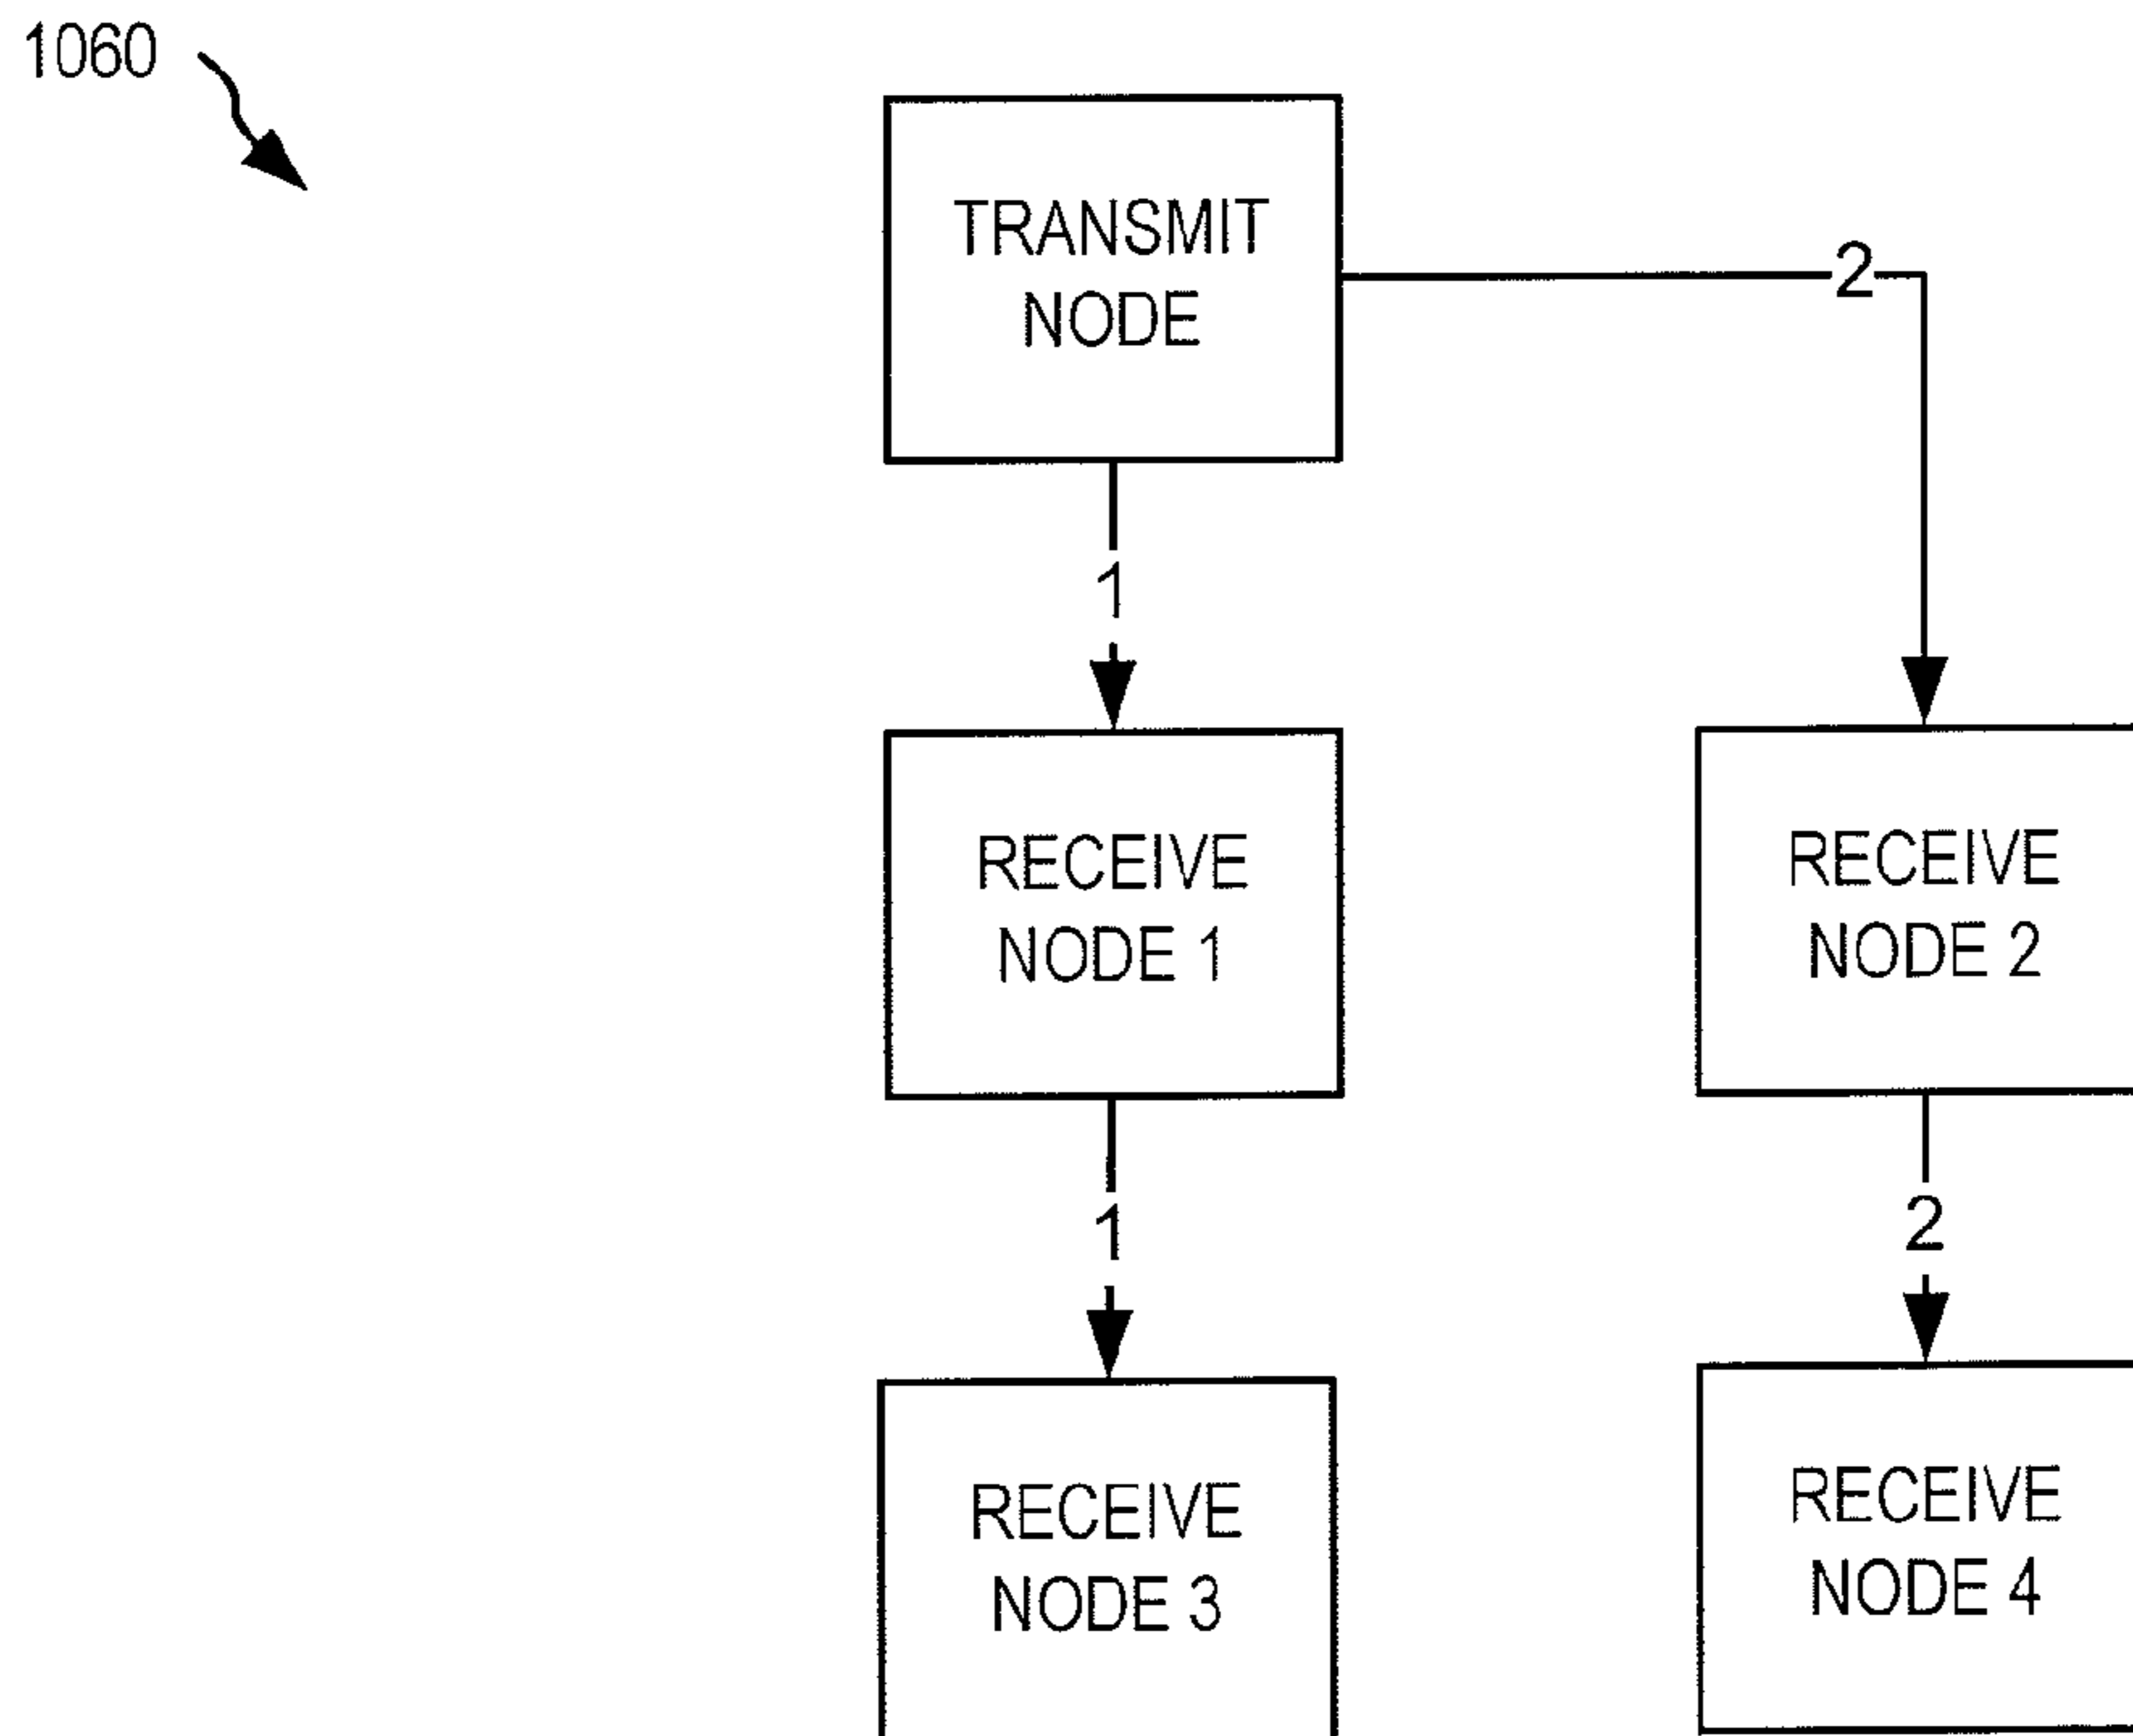 1060
TRANSMIT
NODE
2
1
RECEIVE
NODE 1
RECEIVE
NODE 2
1
2
RECEIVE
NODE 3
RECEIVE
NODE 4